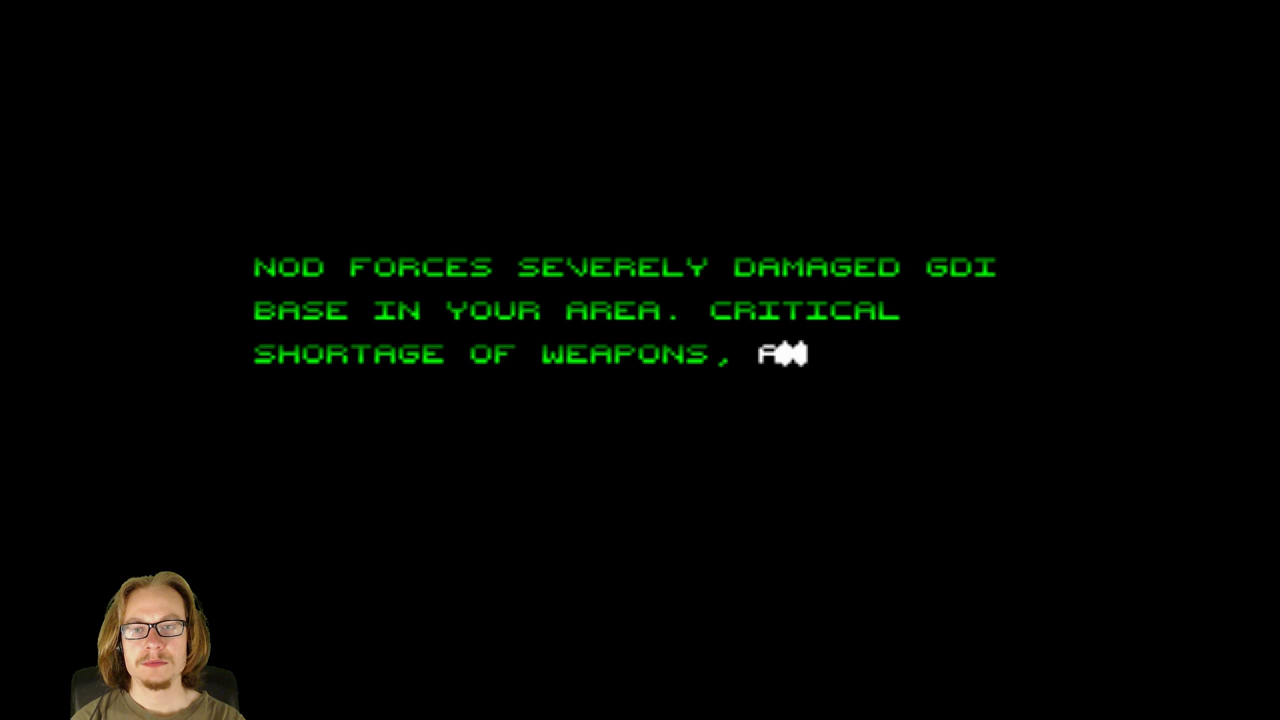 NOD FORCES SEVERELY DAMAGED GDI
BASE IN YOUR AREA. CRITICAL
SHORTAGE OF WEAPONS, A